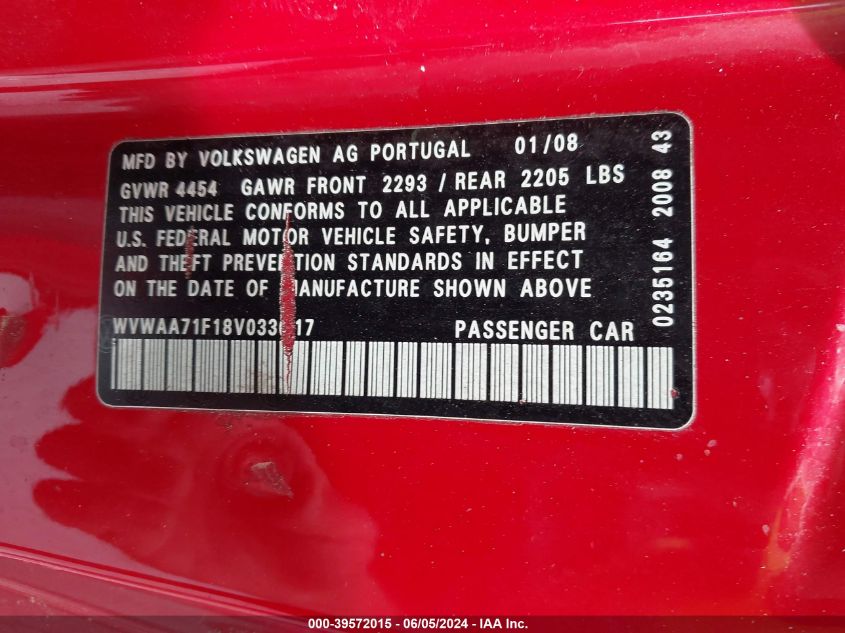 MFD BY VOLKSWAGEN AG PORTUGAL 01/08
GVWR 4454 GAWR FRONT 2293 / REAR 2205 LBS
THIS VEHICLE CONFORMS TO ALL APPLICABLE
U.S. FEDERAL MOTOR VEHICLE SAFETY, BUMPER
AND THEFT PREVENTION STANDARDS IN EFFECT
ON THE DATE OF MANUFACTURE SHOWN ABOVE
PASSENGER CAR
0235164 2008 43
000-39572015 - 06/05/2024 - IAA Inc.